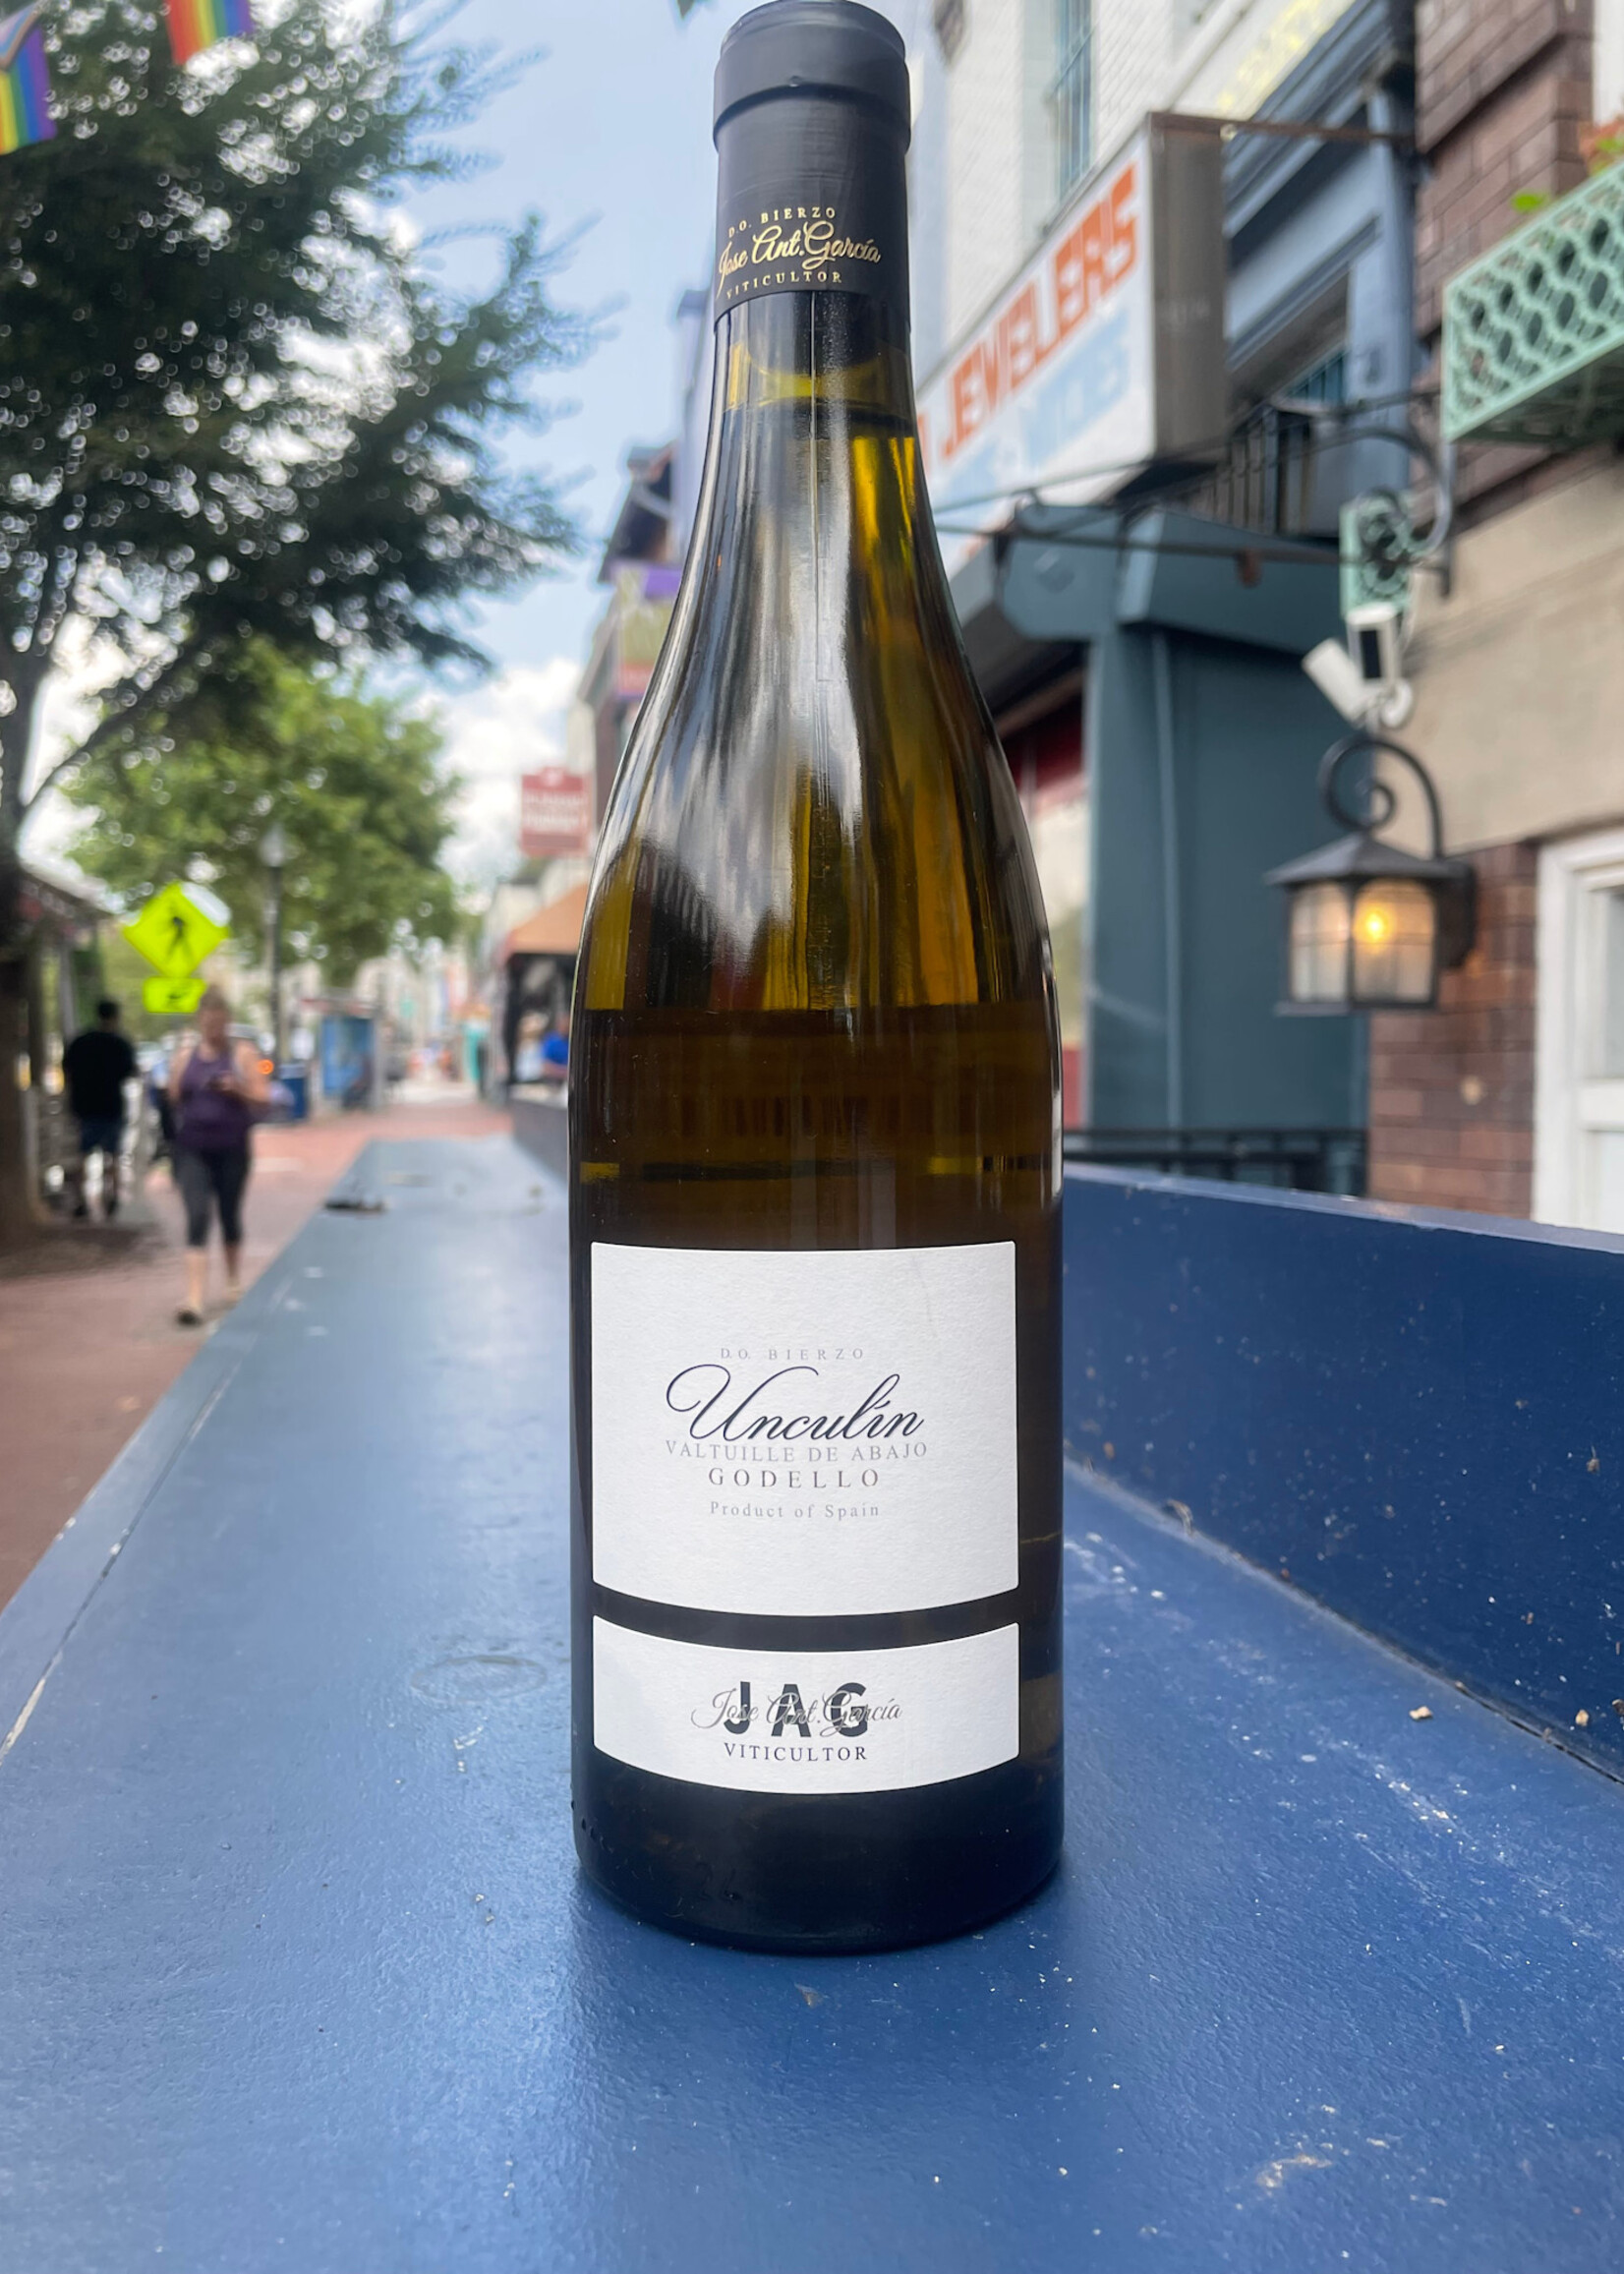 D.O. BIERZO
Jose Ant. García
VITICULTOR
JEWELERS
D.O. BIERZO
Unculín
VALTUILLE DE ABAJO
GODELLO
Product of Spain
JAG
Jose Ant. García
VITICULTOR